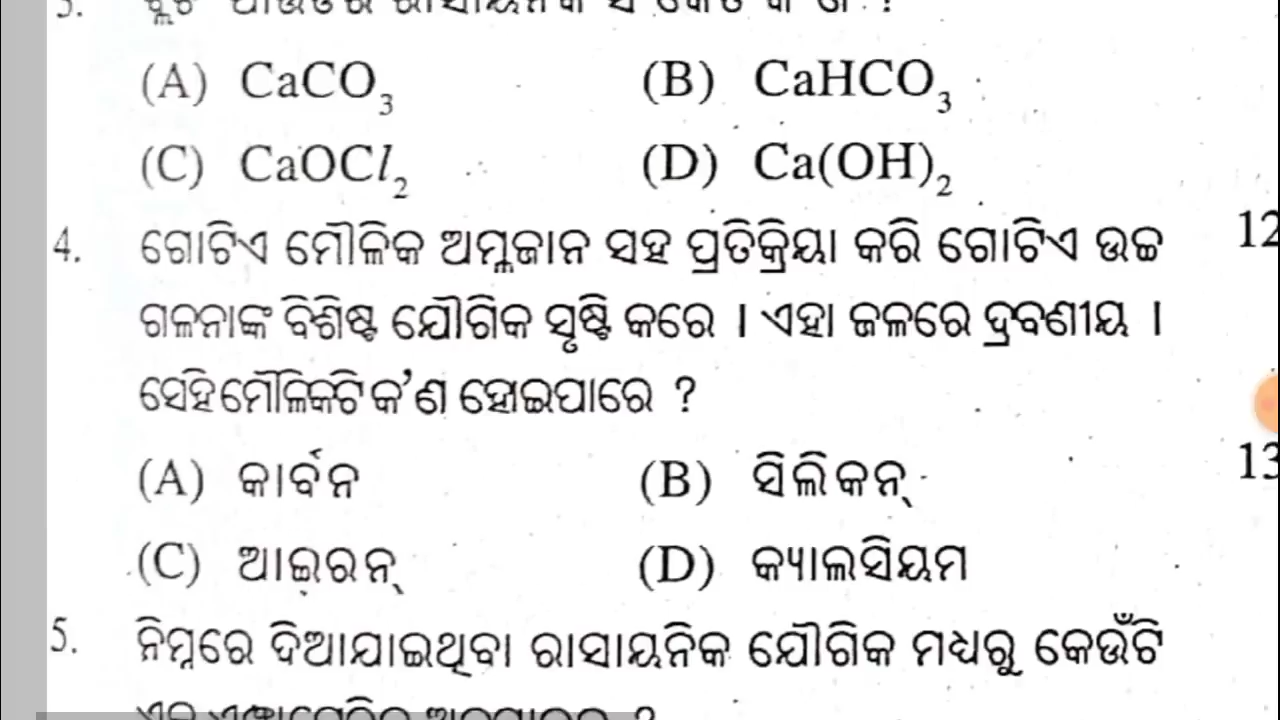 3.
(A) CaCO₃ (B) CaHCO₃
(C) CaOCl₂ (D) Ca(OH)₂
4. ଗୋଟିଏ ମୌଳିକ ଅମ୍ଳଜାନ ସହ ପ୍ରତିକ୍ରିୟା କରି ଗୋଟିଏ ଉଚ୍ଚ 12
ଗଳନାଙ୍କ ବିଶିଷ୍ଟ ଯୌଗିକ ସୃଷ୍ଟି କରେ । ଏହା ଜଳରେ ଦ୍ରବଣୀୟ ।
ସେହି ମୌଳିକଟି କ'ଣ ହୋଇପାରେ ?
(A) କାର୍ବନ (B) ସିଲିକନ୍ 13
(C) ଆଇରନ୍ (D) କ୍ୟାଲସିୟମ
5. ନିମ୍ନରେ ଦିଆଯାଇଥିବା ରାସାୟନିକ ଯୌଗିକ ମଧ୍ୟରୁ କେଉଁଟି